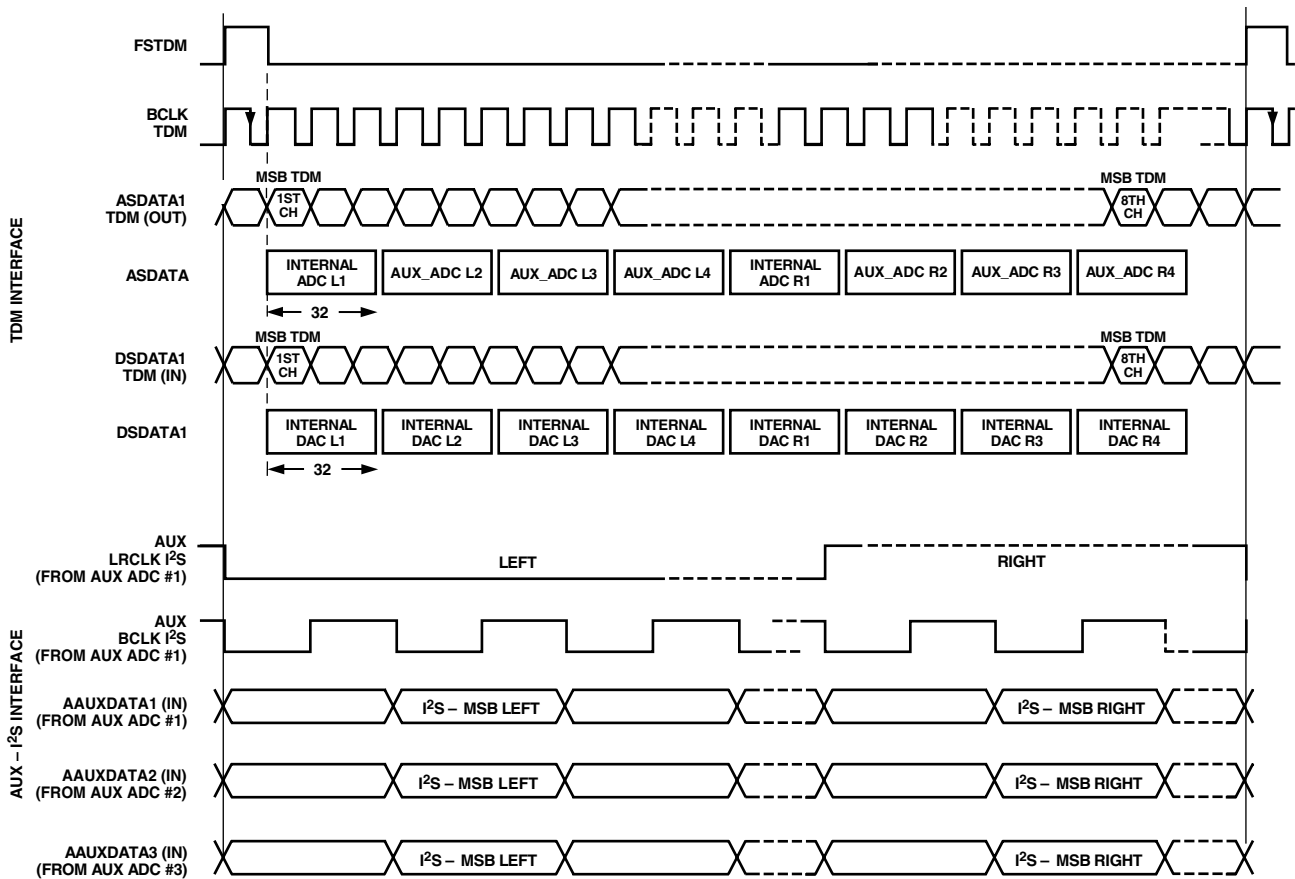 FSTDM
BCLK
TDM
TDM INTERFACE
MSB TDM
MSB TDM
ASDATA1
TDM (OUT)
1ST
CH
8TH
CH
ASDATA
INTERNAL
ADC L1
AUX_ADC L2
AUX_ADC L3
AUX_ADC L4
INTERNAL
ADC R1
AUX_ADC R2
AUX_ADC R3
AUX_ADC R4
32
MSB TDM
MSB TDM
DSDATA1
TDM (IN)
1ST
CH
8TH
CH
DSDATA1
INTERNAL
DAC L1
INTERNAL
DAC L2
INTERNAL
DAC L3
INTERNAL
DAC L4
INTERNAL
DAC R1
INTERNAL
DAC R2
INTERNAL
DAC R3
INTERNAL
DAC R4
32
AUX – I²S INTERFACE
AUX
LRCLK I²S
(FROM AUX ADC #1)
LEFT
RIGHT
AUX
BCLK I²S
(FROM AUX ADC #1)
AAUXDATA1 (IN)
(FROM AUX ADC #1)
I²S – MSB LEFT
I²S – MSB RIGHT
AAUXDATA2 (IN)
(FROM AUX ADC #2)
I²S – MSB LEFT
I²S – MSB RIGHT
AAUXDATA3 (IN)
(FROM AUX ADC #3)
I²S – MSB LEFT
I²S – MSB RIGHT